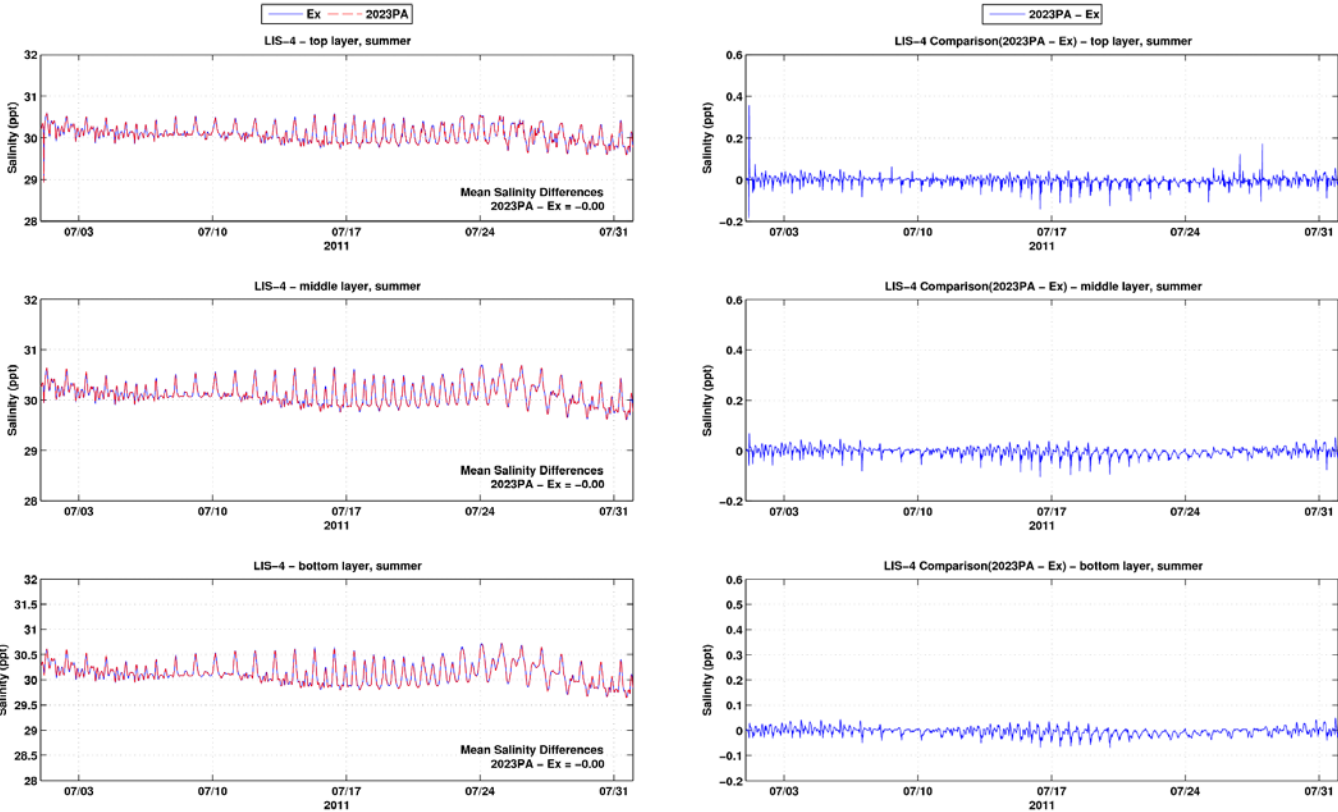 Ex 2023PA
LIS-4 - top layer, summer
32
31
30
29
28
Salinity (ppt)
Mean Salinity Differences
2023PA - Ex = -0.00
07/03 07/10 07/17 07/24 07/31
2011
2023PA - Ex
LIS-4 Comparison(2023PA - Ex) - top layer, summer
0.6
0.4
0.2
0
-0.2
Salinity (ppt)
07/03 07/10 07/17 07/24 07/31
2011
LIS-4 - middle layer, summer
32
31
30
29
28
Salinity (ppt)
Mean Salinity Differences
2023PA - Ex = -0.00
07/03 07/10 07/17 07/24 07/31
2011
LIS-4 Comparison(2023PA - Ex) - middle layer, summer
0.6
0.4
0.2
0
-0.2
Salinity (ppt)
07/03 07/10 07/17 07/24 07/31
2011
LIS-4 - bottom layer, summer
32
31.5
31
30.5
30
29.5
29
28.5
28
Salinity (ppt)
Mean Salinity Differences
2023PA - Ex = -0.00
07/03 07/10 07/17 07/24 07/31
2011
LIS-4 Comparison(2023PA - Ex) - bottom layer, summer
0.6
0.5
0.4
0.3
0.2
0.1
0
-0.1
-0.2
Salinity (ppt)
07/03 07/10 07/17 07/24 07/31
2011